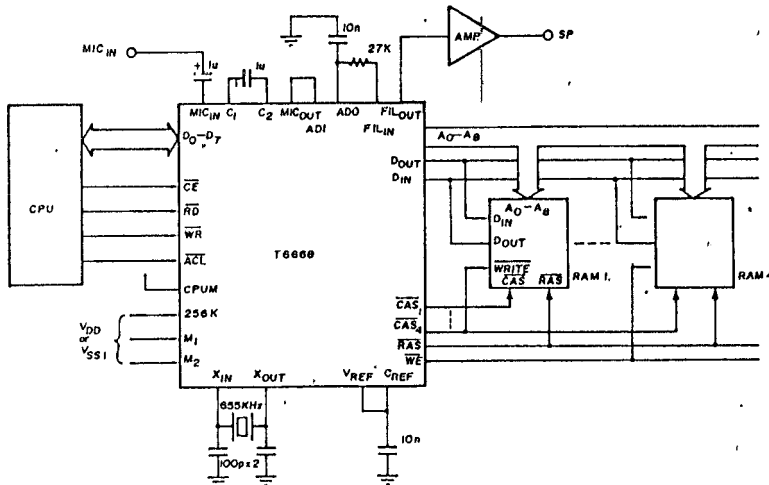 10n
27K
AMP.
SP
MIC IN
1u
1u
MIC IN
C1
C2
MIC OUT
ADI
ADO
FIL IN
FIL OUT
A0-A8
D0-D7
DOUT
DIN
CPU
CE
RD
WR
ACL
CPUM
T6668
A0-A8
DIN
DOUT
WRITE
CAS
RAS
RAM 1.
RAM 4
256K
M1
M2
VDD
or
VSS1
CAS1
CAS4
RAS
WE
XIN
XOUT
VREF
CREF
655KHz
100p x 2
10n